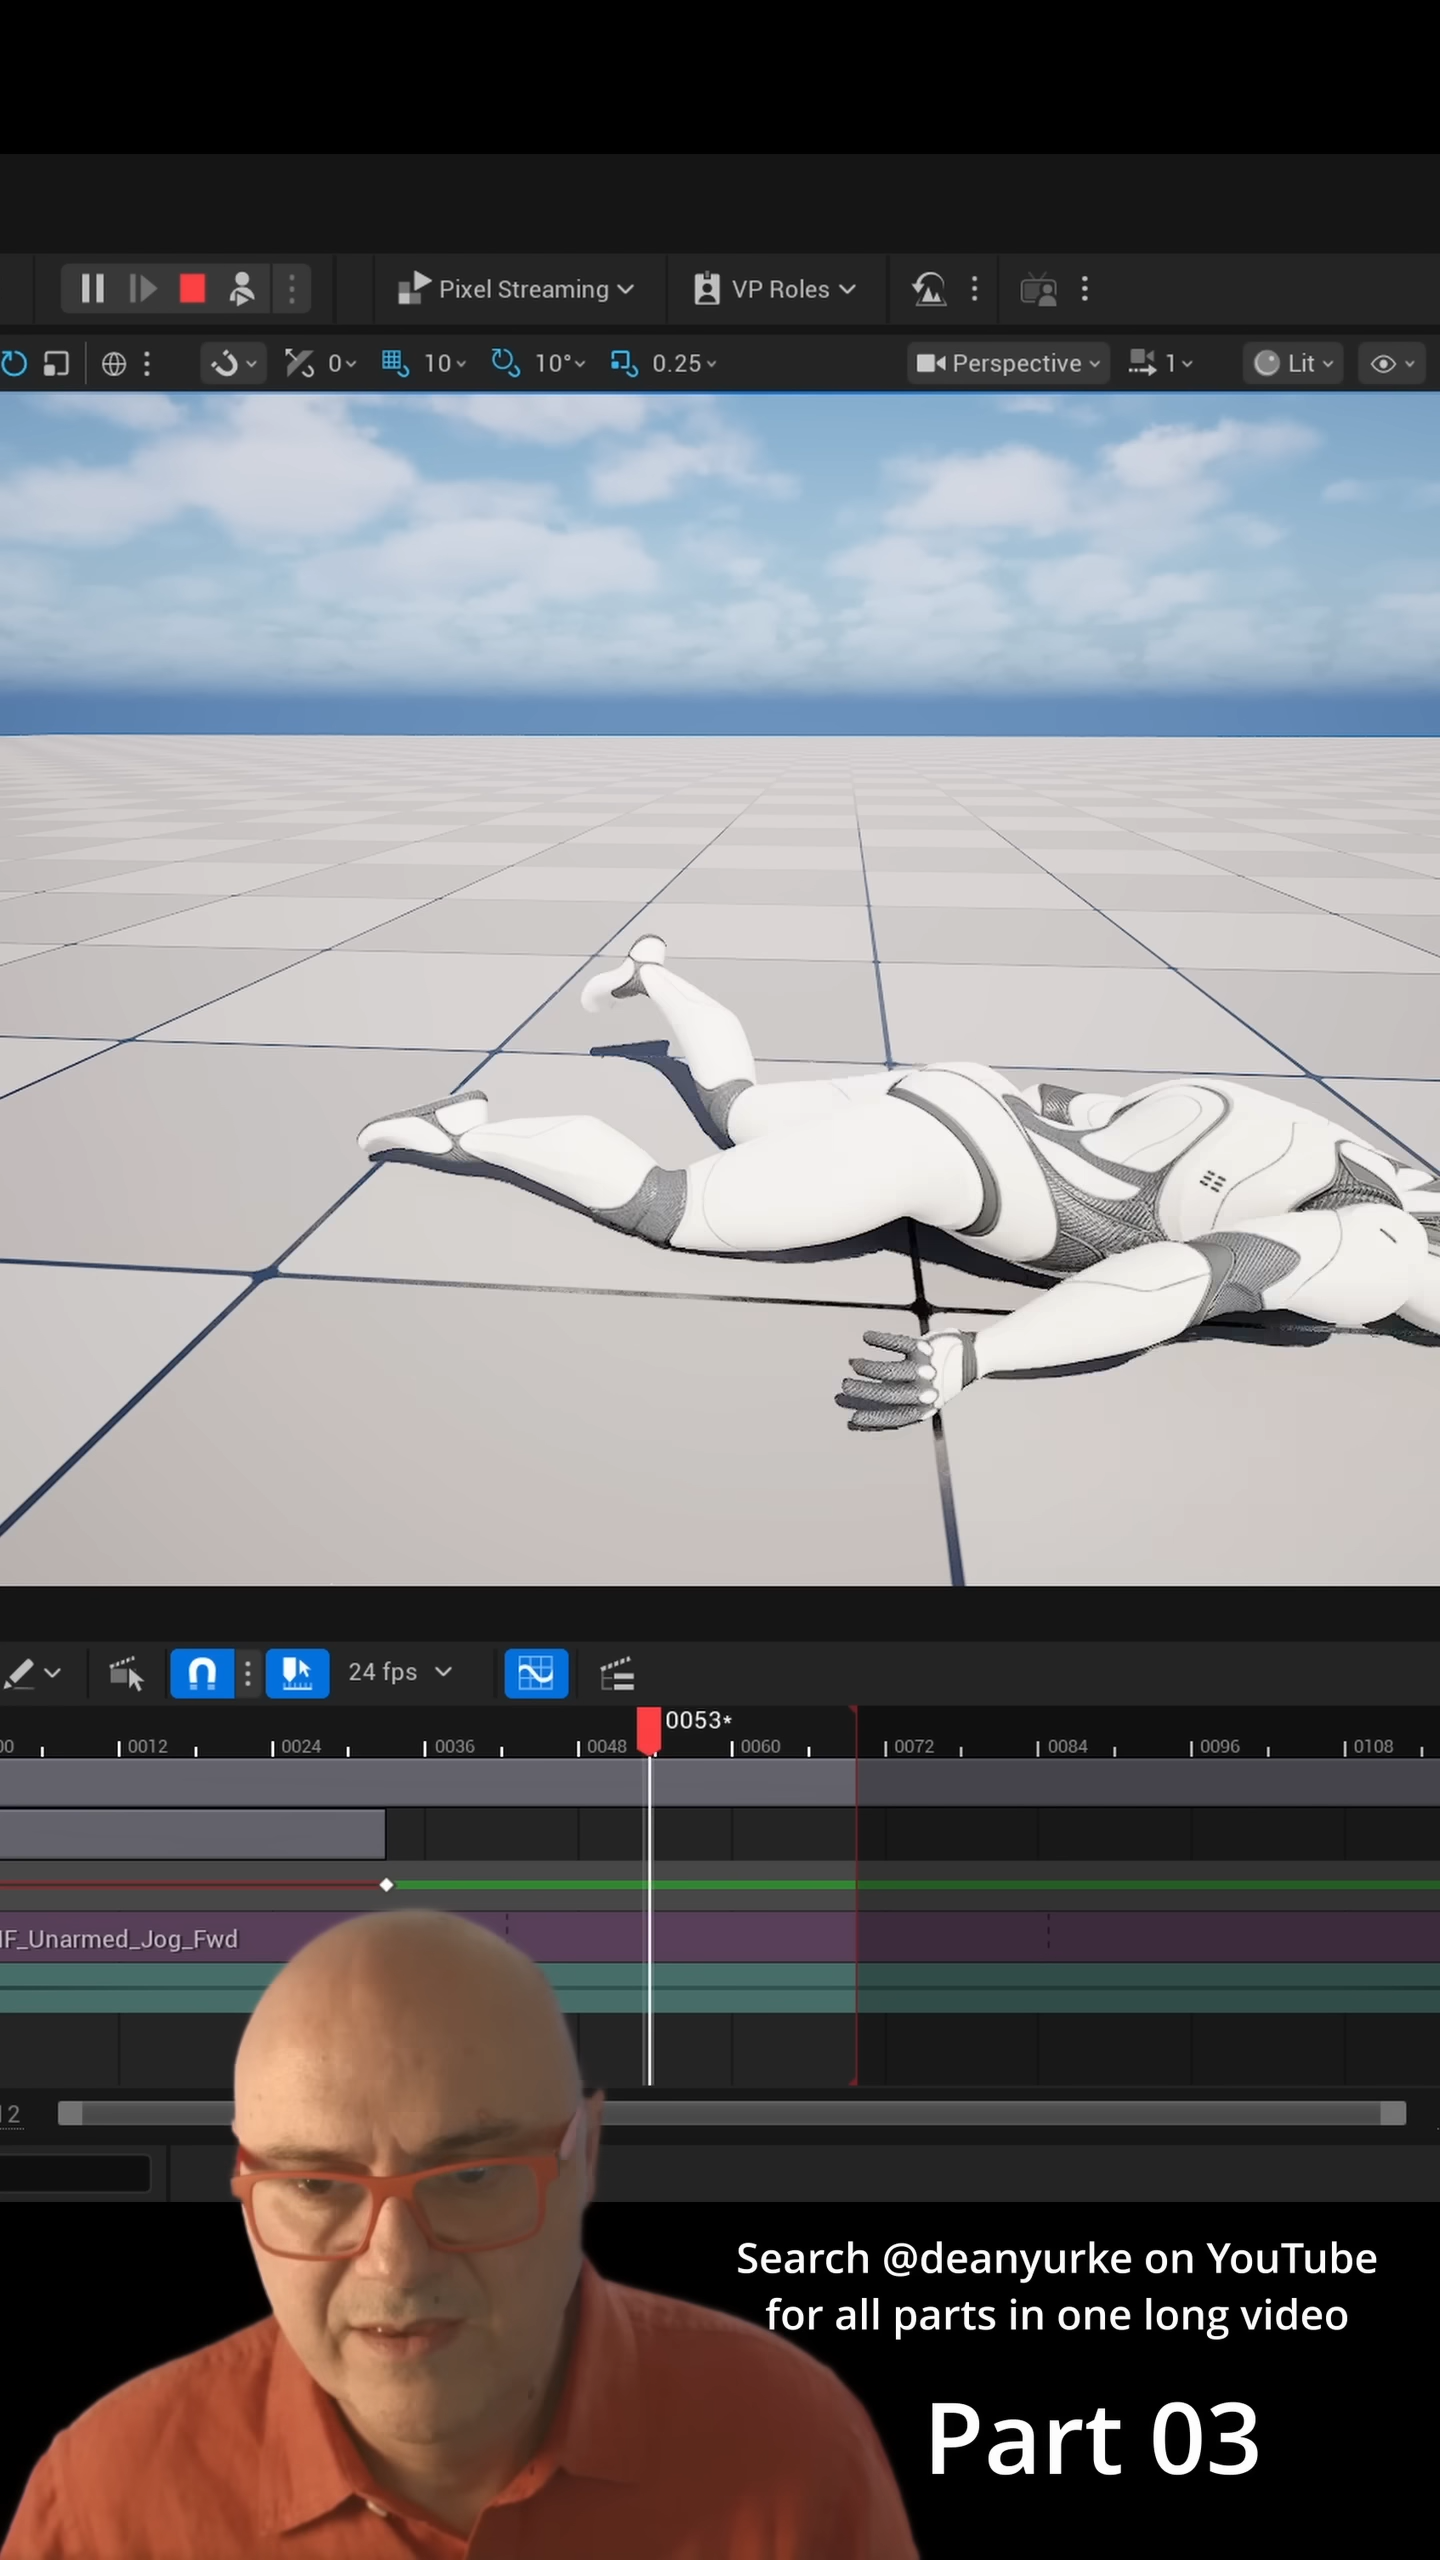 Pixel Streaming VP Roles
0 10 10° 0.25 Perspective 1 Lit
24 fps
0053*
00 0012 0024 0036 0048 0060 0072 0084 0096 0108
F_Unarmed_Jog_Fwd
12
Search @deanyurke on YouTube
for all parts in one long video
Part 03